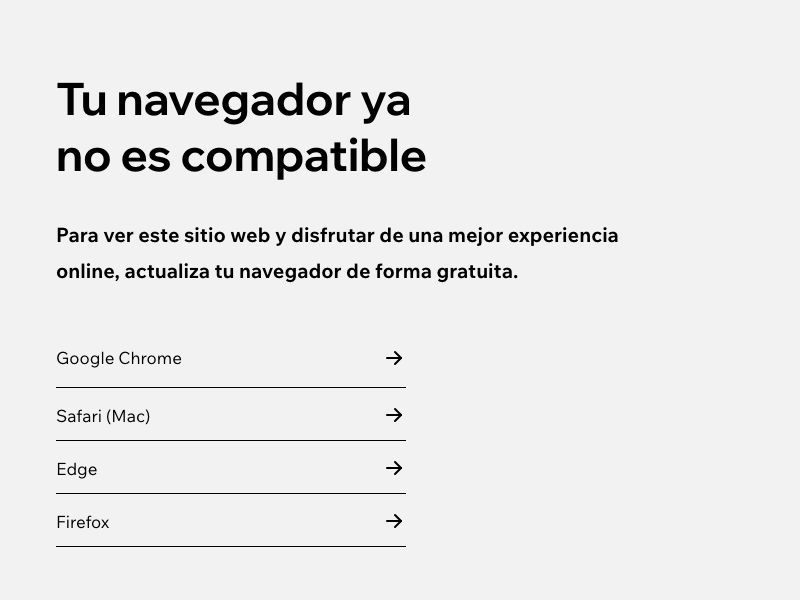 Tu navegador ya
no es compatible
Para ver este sitio web y disfrutar de una mejor experiencia
online, actualiza tu navegador de forma gratuita.
Google Chrome
Safari (Mac)
Edge
Firefox